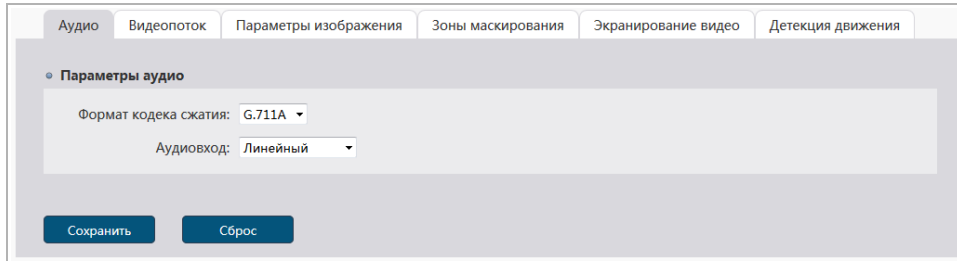 Аудио Видеопоток Параметры изображения Зоны маскирования Экранирование видео Детекция движения
Параметры аудио
Формат кодека сжатия: G.711A
Аудиовход: Линейный
Сохранить Сброс